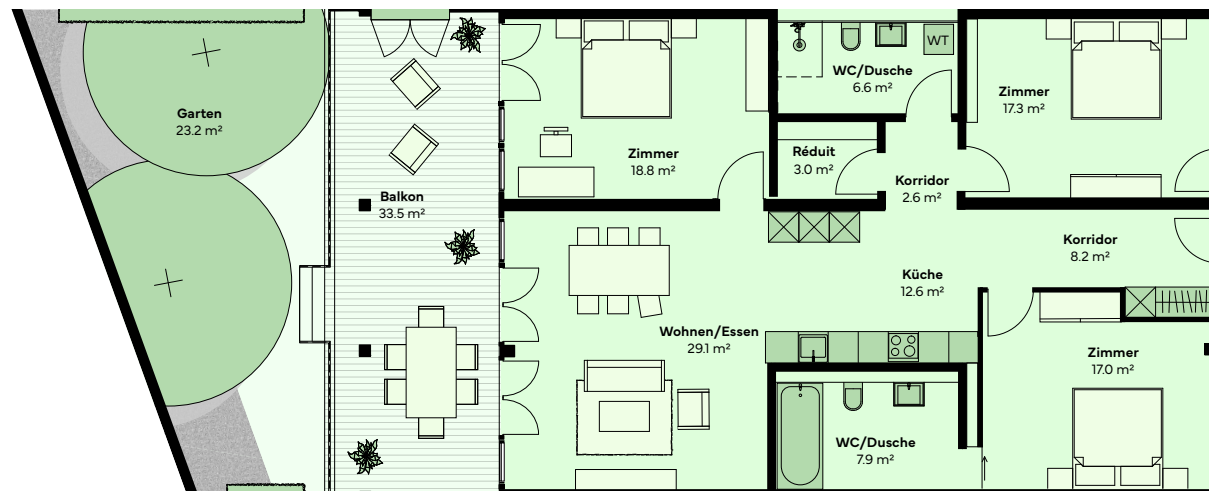 Garten
23.2 m²
Balkon
33.5 m²
Zimmer
18.8 m²
WC/Dusche
6.6 m²
WT
Réduit
3.0 m²
Korridor
2.6 m²
Zimmer
17.3 m²
Korridor
8.2 m²
Küche
12.6 m²
Wohnen/Essen
29.1 m²
WC/Dusche
7.9 m²
Zimmer
17.0 m²